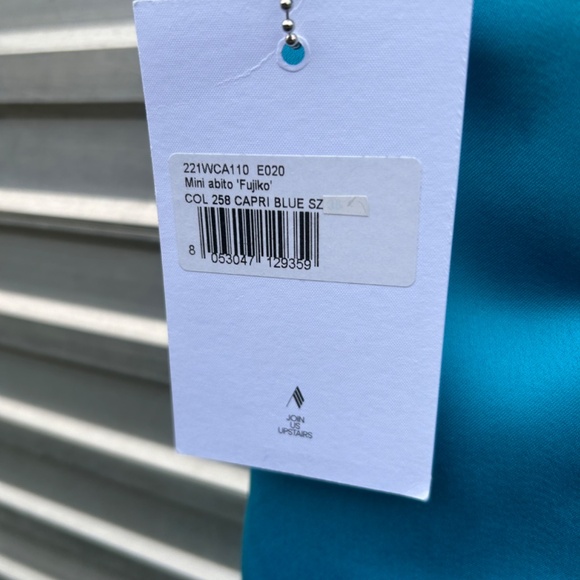 221WCA110 E020
Mini abito 'Fujiko'
COL 258 CAPRI BLUE SZ
8 053047 129359
JOIN
US
UPSTAIRS